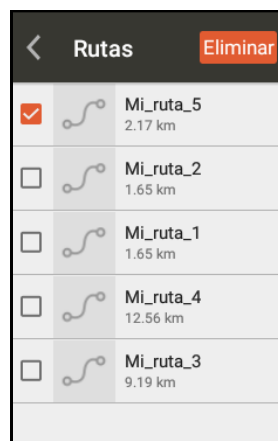 Rutas
Eliminar
Mi_ruta_5
2.17 km
Mi_ruta_2
1.65 km
Mi_ruta_1
1.65 km
Mi_ruta_4
12.56 km
Mi_ruta_3
9.19 km